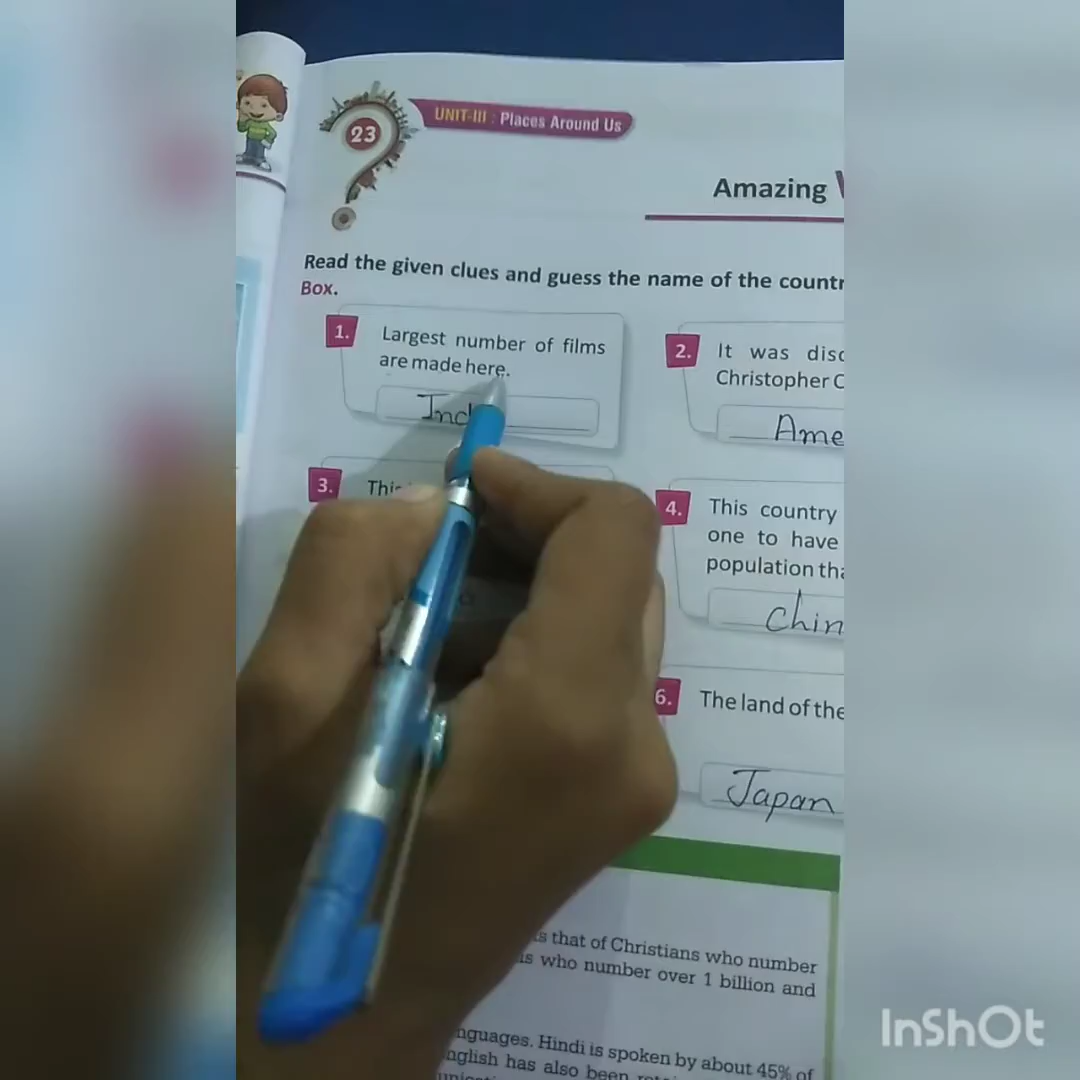 23
UNIT-III : Places Around Us
Amazing
Read the given clues and guess the name of the countr
Box.
1. Largest number of films
are made here.
Ind
2. It was disc
Christopher C
Ame
3.
4. This country
one to have
population tha
Chin
6. The land of the
Japan
s that of Christians who number
is who number over 1 billion and
nguages. Hindi is spoken by about 45% of
nglish has also been
InShOt